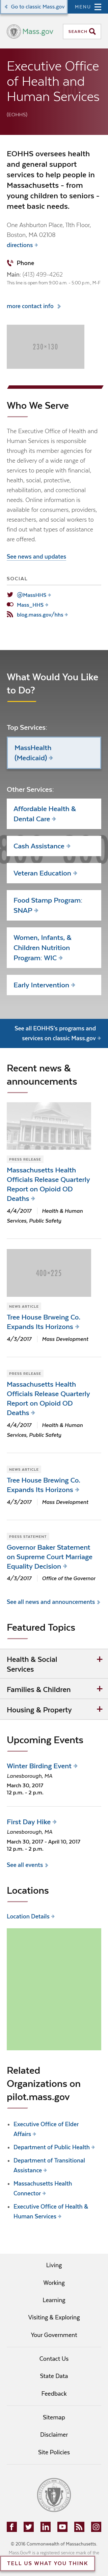 Go to classic Mass.gov
MENU
Mass.gov
SEARCH
Executive Office
of Health and
Human Services
(EOHHS)
EOHHS oversees health
and general support
services to help people in
Massachusetts - from
young children to seniors -
meet basic needs.
One Ashburton Place, 11th Floor,
Boston, MA 02108
directions
Phone
Main: (413) 499-4262
This line is open from 9:00 a.m. - 5:00 p.m., M-F
more contact info
230×130
Who We Serve
The Executive Office of Health and
Human Services is responsible
for delivering a wide range of
services to people with financial,
health, social, intellectual,
development, and vocational
needs. Online information for
consumers, providers,
researchers, and social workers
to find out what types of
assistance we offer.
See news and updates
SOCIAL
@MassHHS
Mass_HHS
blog.mass.gov/hhs
What Would You Like
to Do?
Top Services:
MassHealth
(Medicaid)
Other Services:
Affordable Health &
Dental Care
Cash Assistance
Veteran Education
Food Stamp Program:
SNAP
Women, Infants, &
Children Nutrition
Program: WIC
Early Intervention
See all EOHHS's programs and
services on classic Mass.gov
Recent news &
announcements
PRESS RELEASE
Massachusetts Health
Officials Release Quarterly
Report on Opioid OD
Deaths
4/4/2017 Health & Human
Services, Public Safety
400×225
NEWS ARTICLE
Tree House Brweing Co.
Expands Its Horizons
4/3/2017 Mass Development
PRESS RELEASE
Massachusetts Health
Officials Release Quarterly
Report on Opioid OD
Deaths
4/4/2017 Health & Human
Services, Public Safety
NEWS ARTICLE
Tree House Brewing Co.
Expands Its Horizons
4/3/2017 Mass Development
PRESS STATEMENT
Governor Baker Statement
on Supreme Court Marriage
Equality Decision
4/3/2017 Office of the Governor
See all news and announcements
Featured Topics
Health & Social
Services
Families & Children
Housing & Property
Upcoming Events
Winter Birding Event
Lanesborough, MA
March 30, 2017
12 p.m. - 2 p.m.
First Day Hike
Lanesborough, MA
March 30, 2017 - April 10, 2017
12 p.m. - 2 p.m.
See all events
Locations
Location Details
Related
Organizations on
pilot.mass.gov
Executive Office of Elder
Affairs
Department of Public Health
Department of Transitional
Assistance
Massachusetts Health
Connector
Executive Office of Health &
Human Services
Living
Working
Learning
Visiting & Exploring
Your Government
Contact Us
State Data
Feedback
Sitemap
Disclaimer
Site Policies
© 2016 Commonwealth of Massachusetts.
Mass.Gov® is a registered service mark of the
TELL US WHAT YOU THINK